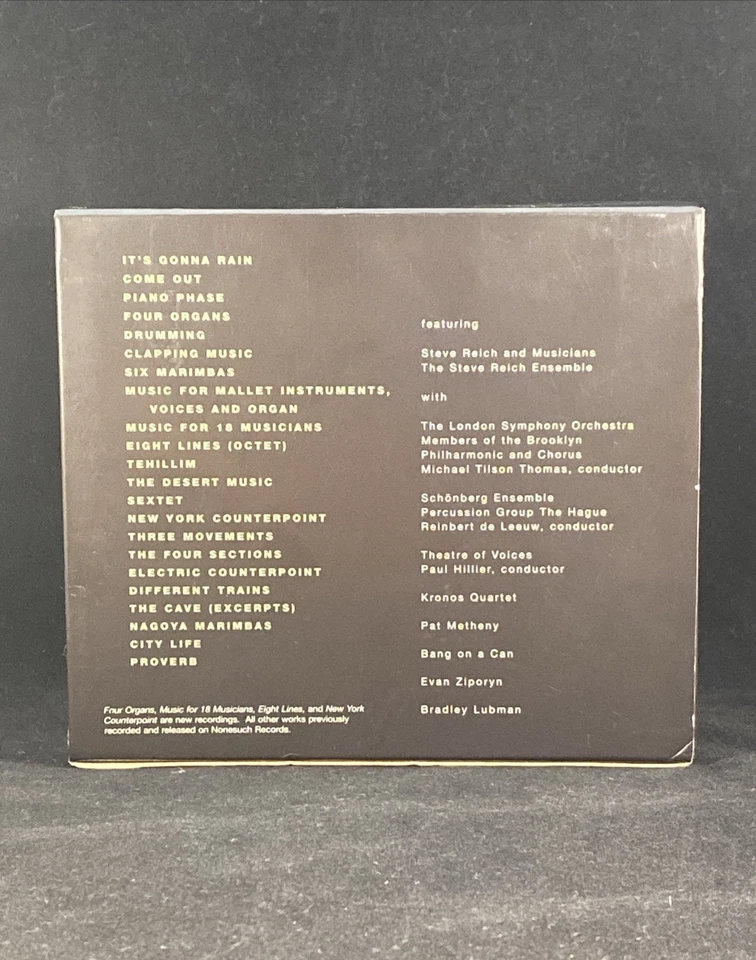 IT'S GONNA RAIN
COME OUT
PIANO PHASE
FOUR ORGANS
DRUMMING
CLAPPING MUSIC
SIX MARIMBAS
MUSIC FOR MALLET INSTRUMENTS,
VOICES AND ORGAN
MUSIC FOR 18 MUSICIANS
EIGHT LINES (OCTET)
TEHILLIM
THE DESERT MUSIC
SEXTET
NEW YORK COUNTERPOINT
THREE MOVEMENTS
THE FOUR SECTIONS
ELECTRIC COUNTERPOINT
DIFFERENT TRAINS
THE CAVE (EXCERPTS)
NAGOYA MARIMBAS
CITY LIFE
PROVERB
Four Organs, Music for 18 Musicians, Eight Lines, and New York
Counterpoint are new recordings. All other works previously
recorded and released on Nonesuch Records.
featuring
Steve Reich and Musicians
The Steve Reich Ensemble
with
The London Symphony Orchestra
Members of the Brooklyn
Philharmonic and Chorus
Michael Tilson Thomas, conductor
Schönberg Ensemble
Percussion Group The Hague
Reinbert de Leeuw, conductor
Theatre of Voices
Paul Hillier, conductor
Kronos Quartet
Pat Metheny
Bang on a Can
Evan Ziporyn
Bradley Lubman